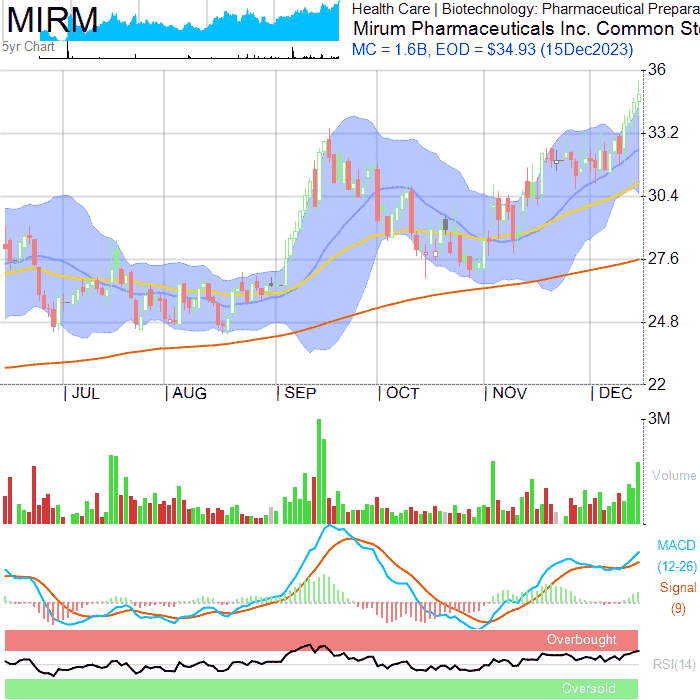 MIRM
5yr Chart
Health Care | Biotechnology: Pharmaceutical Prepara
Mirum Pharmaceuticals Inc. Common Sto
MC = 1.6B, EOD = $34.93 (15Dec2023)
36
33.2
30.4
27.6
24.8
22
JUL
AUG
SEP
OCT
NOV
DEC
3M
Volume
MACD
(12-26)
Signal
(9)
Overbought
RSI(14)
Oversold